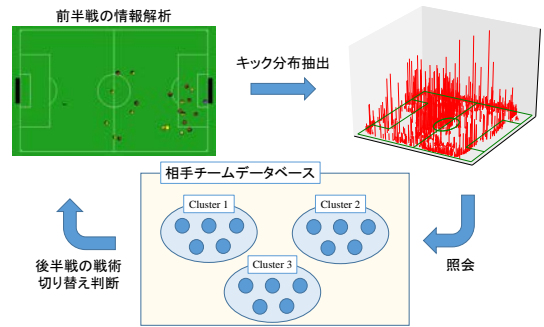 前半戦の情報解析
キック分布抽出
相手チームデータベース
Cluster 1
Cluster 2
Cluster 3
照会
後半戦の戦術
切り替え判断